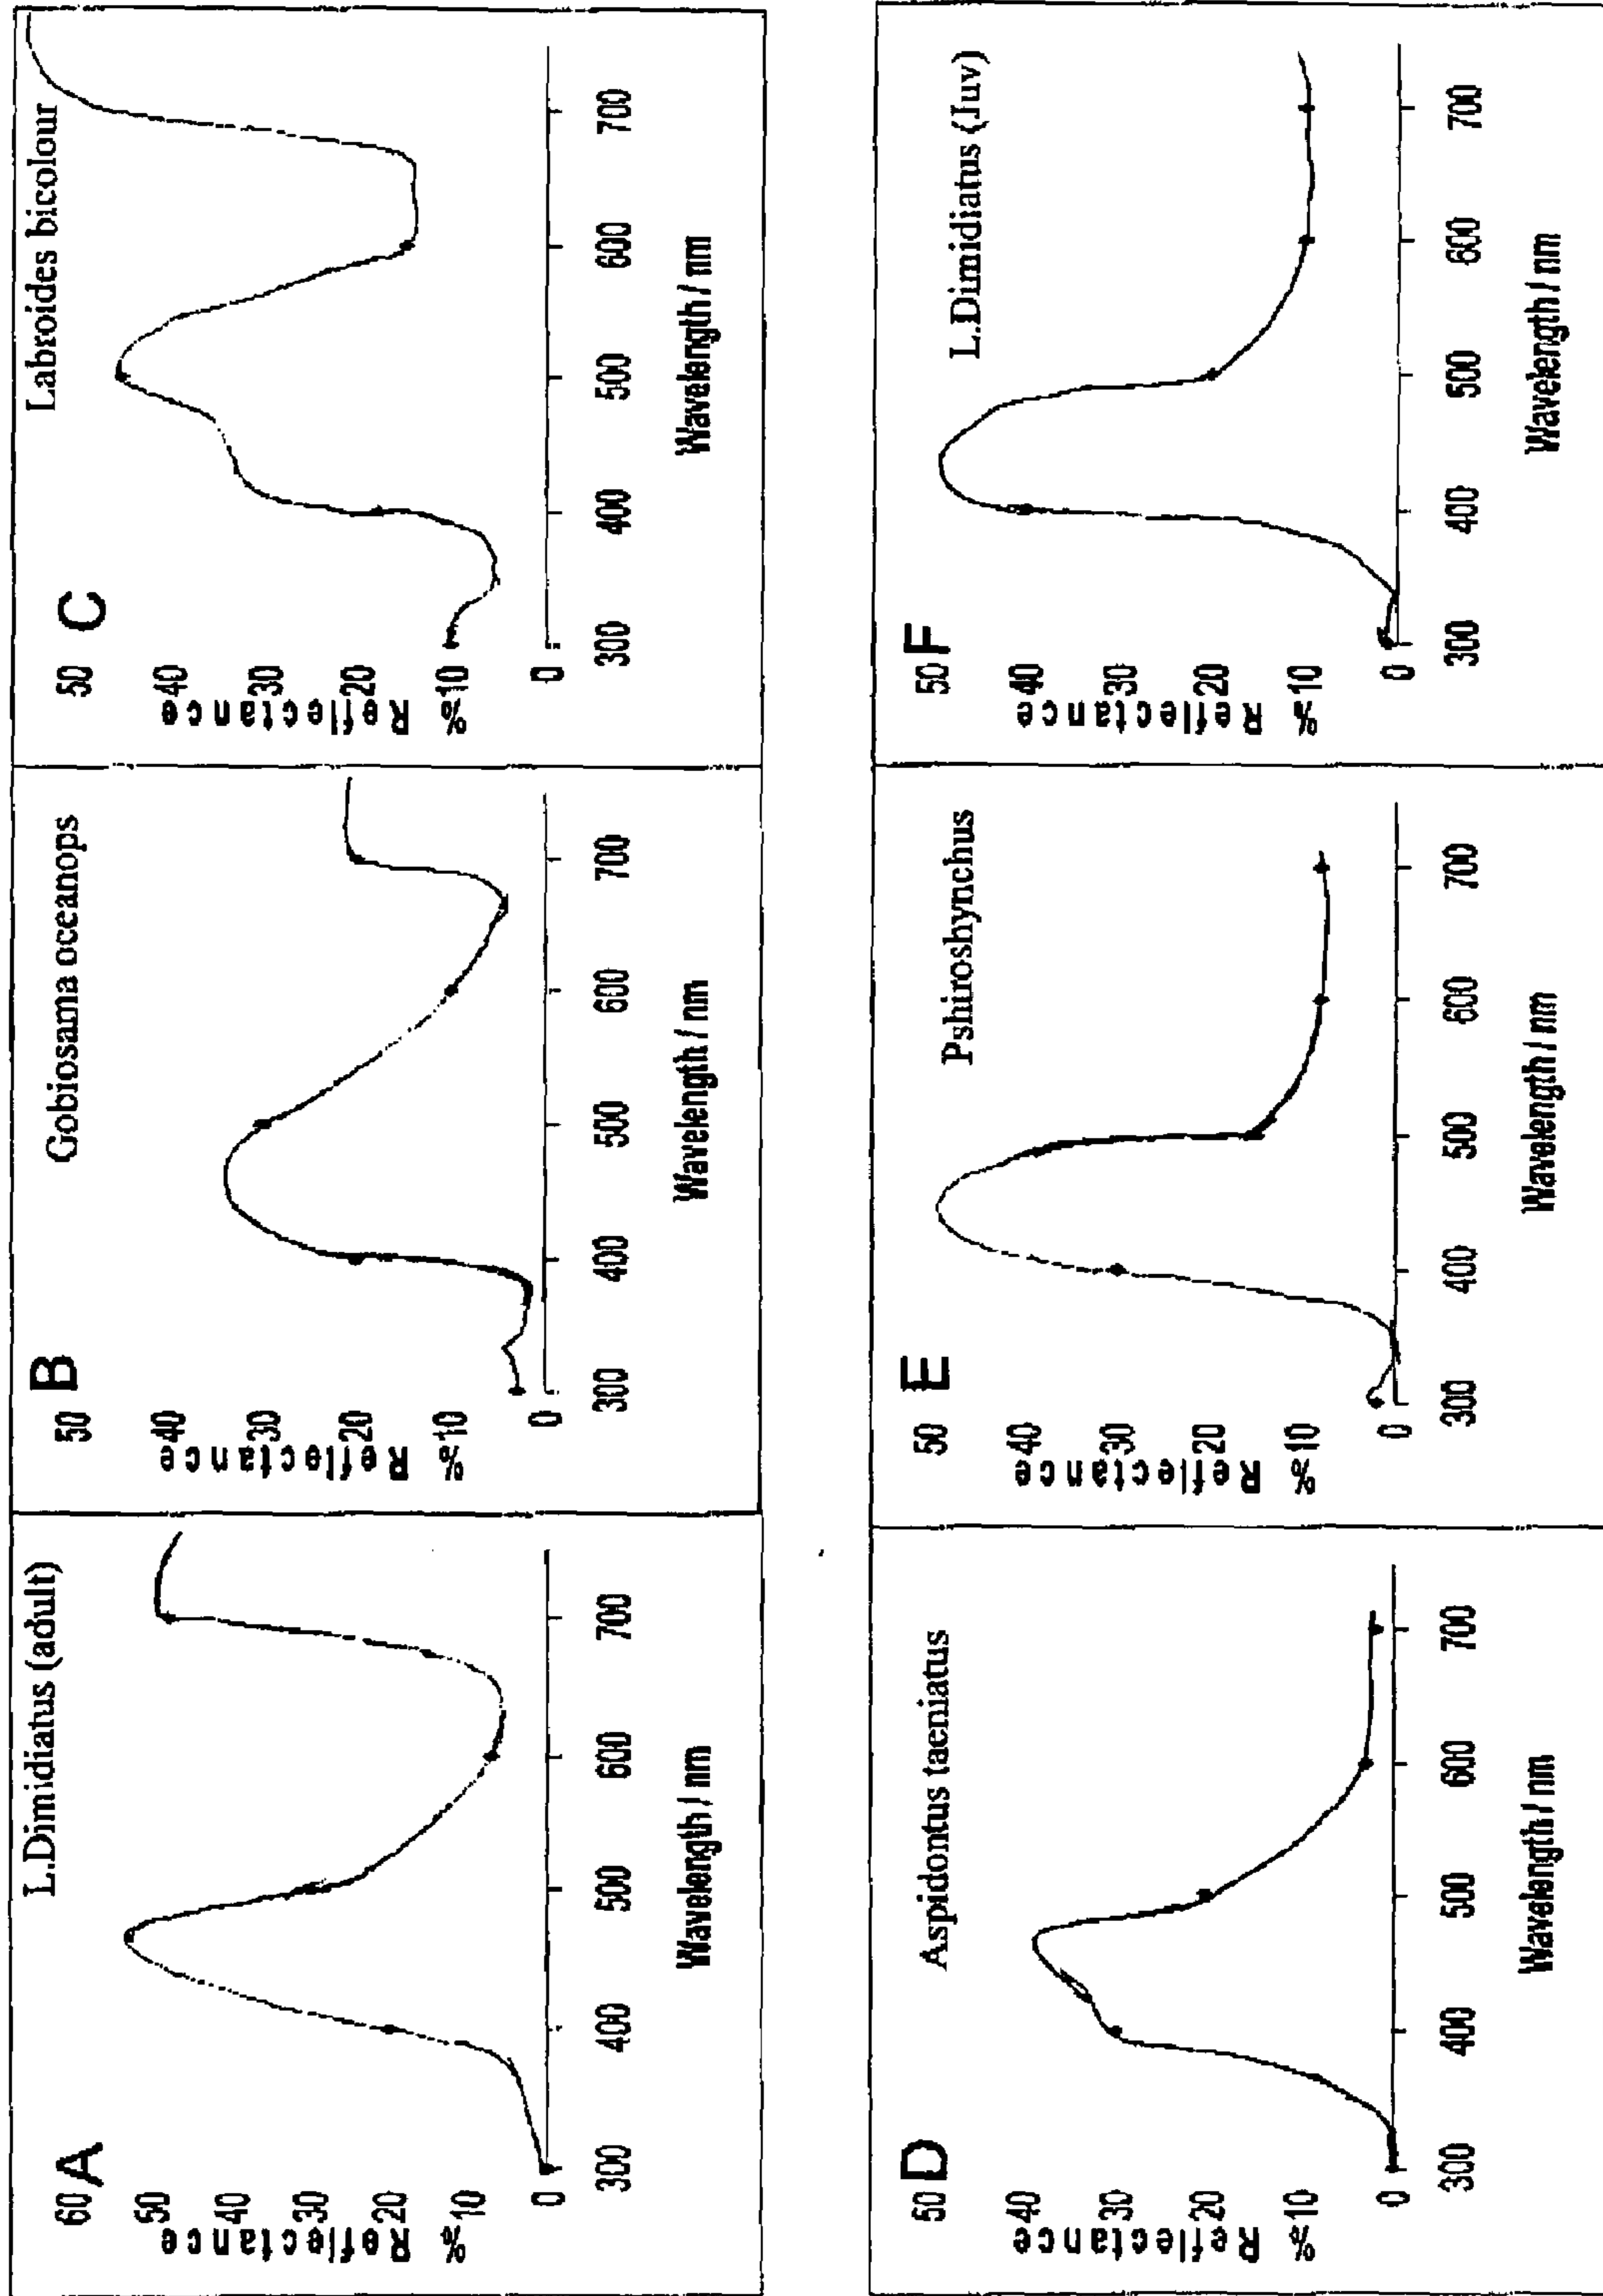 A
L.Dimidiatus (adult)
60
50
40
30
20
10
0
% Reflectance
300 400 500 600 700
Wavelength / nm
B
Gobiosama oceanops
50
40
30
20
10
0
% Reflectance
300 400 500 600 700
Wavelength / nm
C
Labroides bicolour
50
40
30
20
10
0
% Reflectance
300 400 500 600 700
Wavelength / nm
D
Aspidontus taeniatus
50
40
30
20
10
0
% Reflectance
300 400 500 600 700
Wavelength / nm
E
Pshiroshynchus
50
40
30
20
10
0
% Reflectance
300 400 500 600 700
Wavelength / nm
F
L.Dimidiatus (Juv)
50
40
30
20
10
0
% Reflectance
300 400 500 600 700
Wavelength / nm